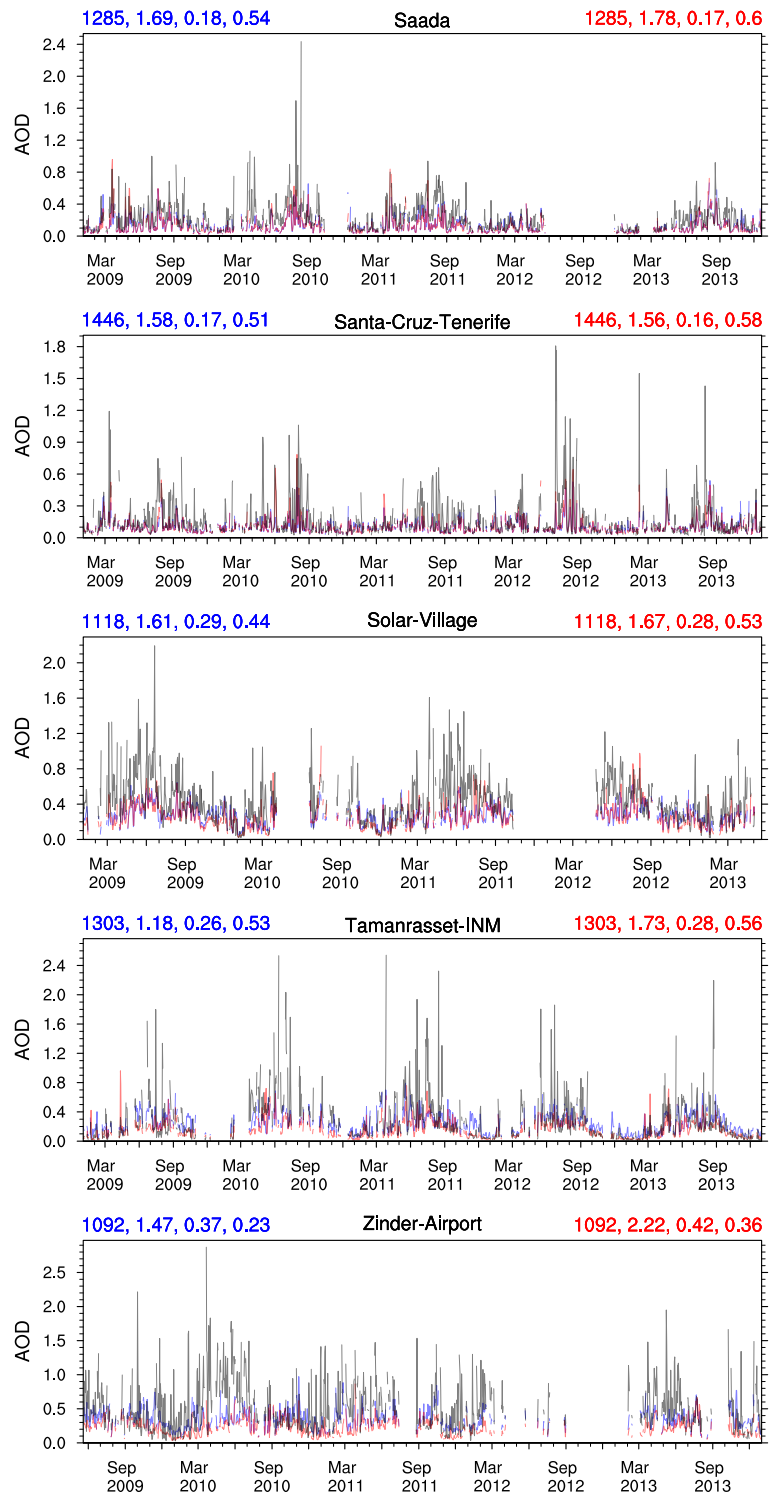 1285, 1.69, 0.18, 0.54 Saada 1285, 1.78, 0.17, 0.6
AOD
2.4
2.0
1.6
1.2
0.8
0.4
0.0
Mar Sep Mar Sep Mar Sep Mar Sep Mar Sep
2009 2009 2010 2010 2011 2011 2012 2012 2013 2013
1446, 1.58, 0.17, 0.51 Santa-Cruz-Tenerife 1446, 1.56, 0.16, 0.58
AOD
1.8
1.5
1.2
0.9
0.6
0.3
0.0
Mar Sep Mar Sep Mar Sep Mar Sep Mar Sep
2009 2009 2010 2010 2011 2011 2012 2012 2013 2013
1118, 1.61, 0.29, 0.44 Solar-Village 1118, 1.67, 0.28, 0.53
AOD
2.0
1.6
1.2
0.8
0.4
0.0
Mar Sep Mar Sep Mar Sep Mar Sep Mar
2009 2009 2010 2010 2011 2011 2012 2012 2013
1303, 1.18, 0.26, 0.53 Tamanrasset-INM 1303, 1.73, 0.28, 0.56
AOD
2.4
2.0
1.6
1.2
0.8
0.4
0.0
Mar Sep Mar Sep Mar Sep Mar Sep Mar Sep
2009 2009 2010 2010 2011 2011 2012 2012 2013 2013
1092, 1.47, 0.37, 0.23 Zinder-Airport 1092, 2.22, 0.42, 0.36
AOD
2.5
2.0
1.5
1.0
0.5
0.0
Sep Mar Sep Mar Sep Mar Sep Mar Sep
2009 2010 2010 2011 2011 2012 2012 2013 2013